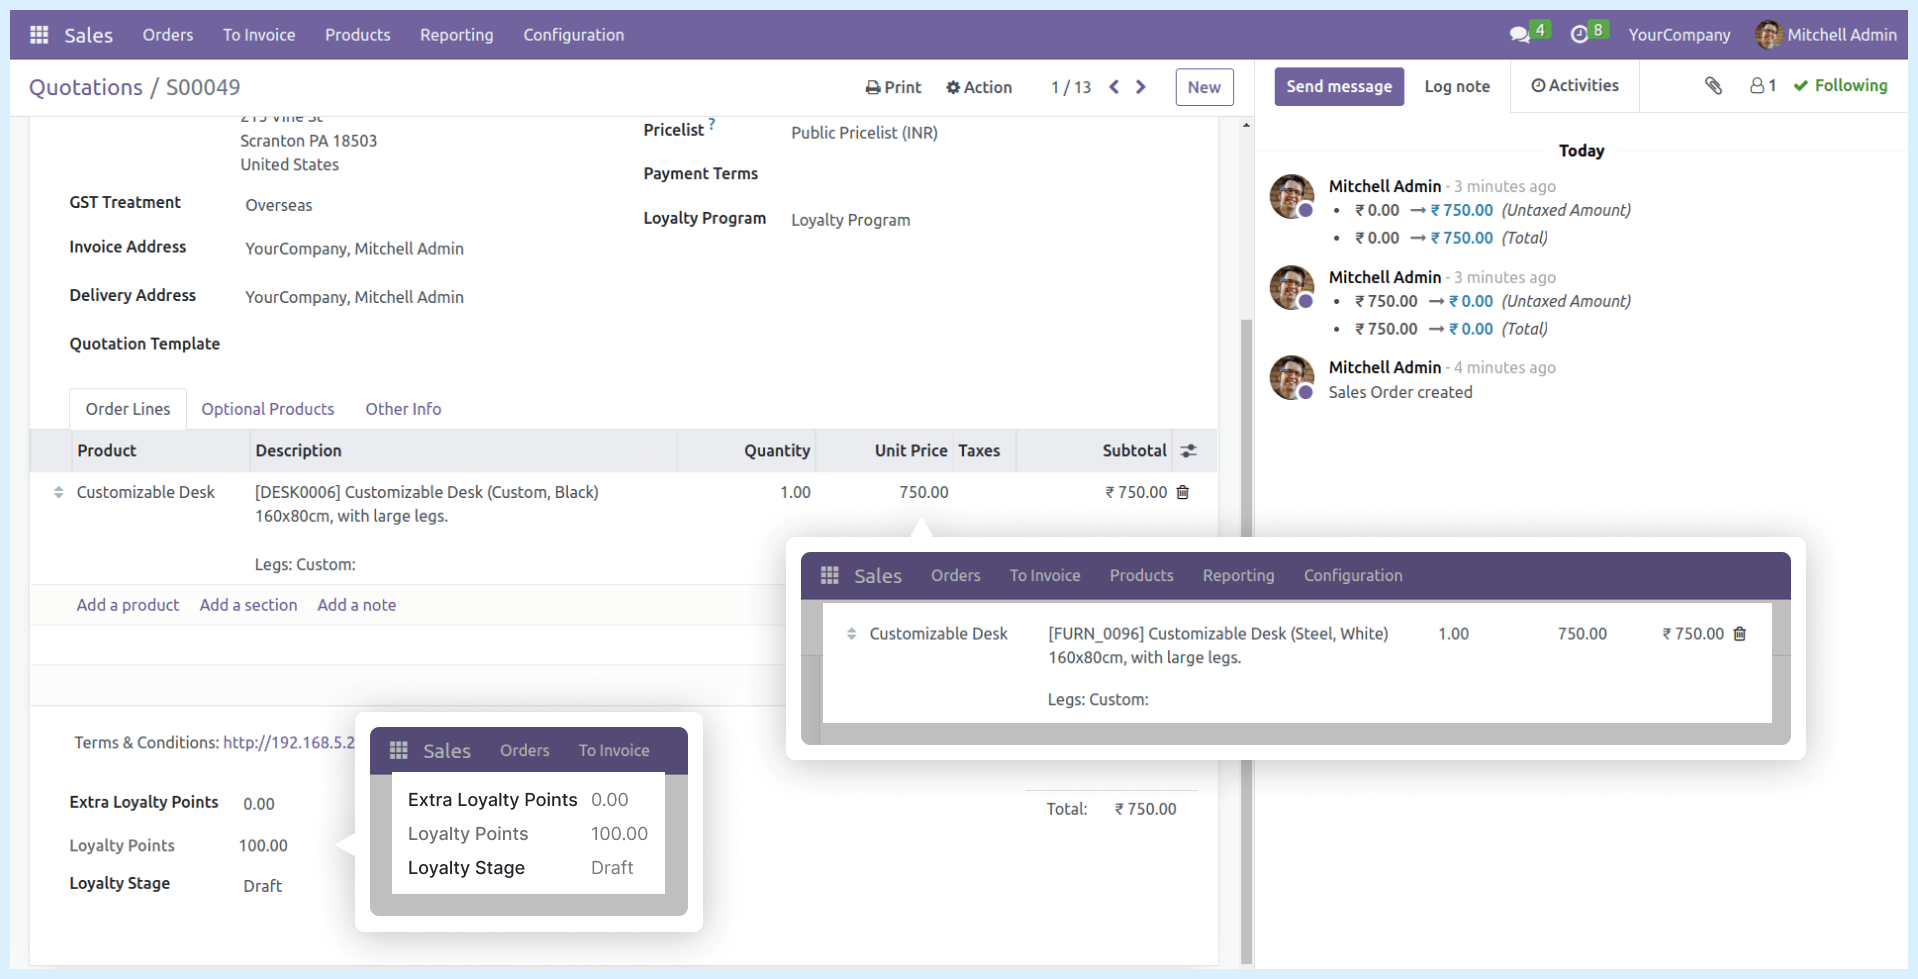 Sales Orders To Invoice Products Reporting Configuration 4 8 YourCompany Mitchell Admin
Quotations / S00049 Print Action 1 / 13 New
Send message Log note Activities 1 Following
215 Vine St
Scranton PA 18503
United States
Pricelist ? Public Pricelist (INR)
Payment Terms
GST Treatment Overseas
Loyalty Program Loyalty Program
Invoice Address YourCompany, Mitchell Admin
Delivery Address YourCompany, Mitchell Admin
Quotation Template
Order Lines Optional Products Other Info
Product Description Quantity Unit Price Taxes Subtotal
Customizable Desk [DESK0006] Customizable Desk (Custom, Black) 1.00 750.00 ₹ 750.00
160x80cm, with large legs.
Legs: Custom:
Add a product Add a section Add a note
Terms & Conditions: http://192.168.5.2
Extra Loyalty Points 0.00
Loyalty Points 100.00
Loyalty Stage Draft
Total: ₹ 750.00
Sales Orders To Invoice
Extra Loyalty Points 0.00
Loyalty Points 100.00
Loyalty Stage Draft
Sales Orders To Invoice Products Reporting Configuration
Customizable Desk [FURN_0096] Customizable Desk (Steel, White) 1.00 750.00 ₹ 750.00
160x80cm, with large legs.
Legs: Custom:
Today
Mitchell Admin - 3 minutes ago
• ₹ 0.00 → ₹ 750.00 (Untaxed Amount)
• ₹ 0.00 → ₹ 750.00 (Total)
Mitchell Admin - 3 minutes ago
• ₹ 750.00 → ₹ 0.00 (Untaxed Amount)
• ₹ 750.00 → ₹ 0.00 (Total)
Mitchell Admin - 4 minutes ago
Sales Order created